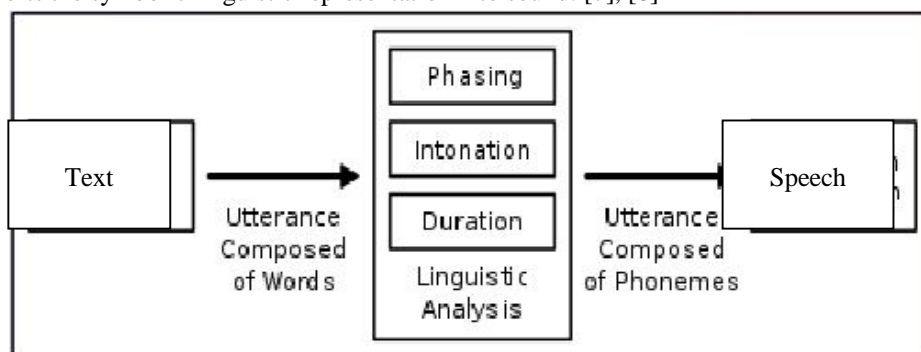 Phasing
Text
Intonation
Speech
Utterance
Composed
of Words
Duration
Linguistic
Analysis
Utterance
Composed
of Phonemes